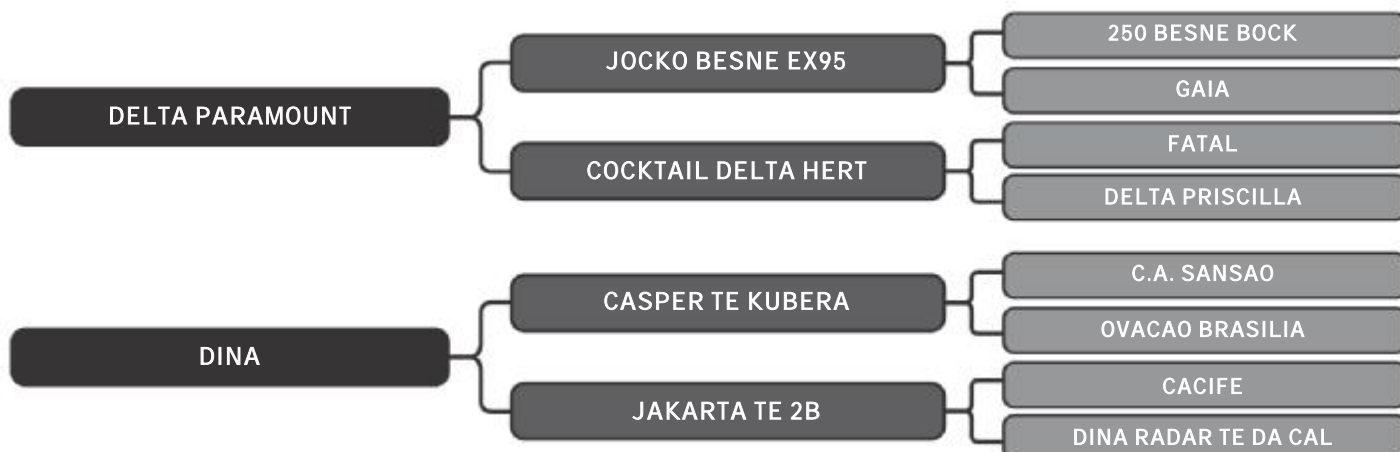 250 BESNE BOCK
JOCKO BESNE EX95
GAIA
DELTA PARAMOUNT
FATAL
COCKTAIL DELTA HERT
DELTA PRISCILLA
C.A. SANSAO
CASPER TE KUBERA
OVACAO BRASILIA
DINA
CACIFE
JAKARTA TE 2B
DINA RADAR TE DA CAL